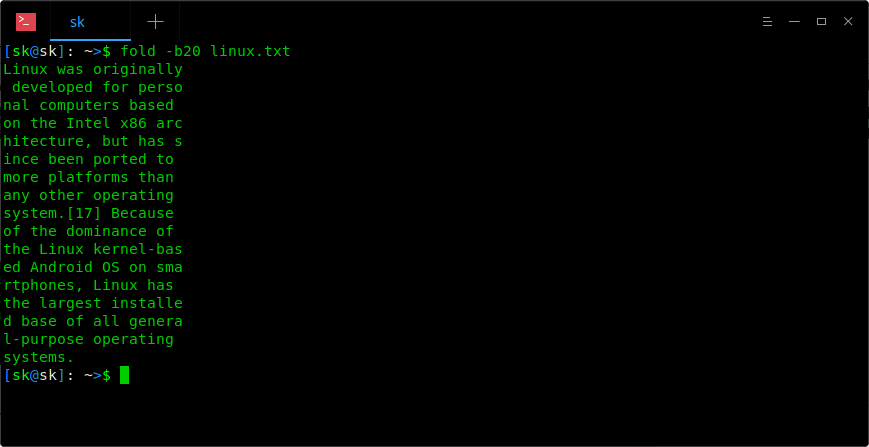 sk
[sk@sk]: ~>$ fold -b20 linux.txt
Linux was originally
 developed for perso
nal computers based
on the Intel x86 arc
hitecture, but has s
ince been ported to
more platforms than
any other operating
system.[17] Because
of the dominance of
the Linux kernel-bas
ed Android OS on sma
rtphones, Linux has
the largest installe
d base of all genera
l-purpose operating
systems.
[sk@sk]: ~>$